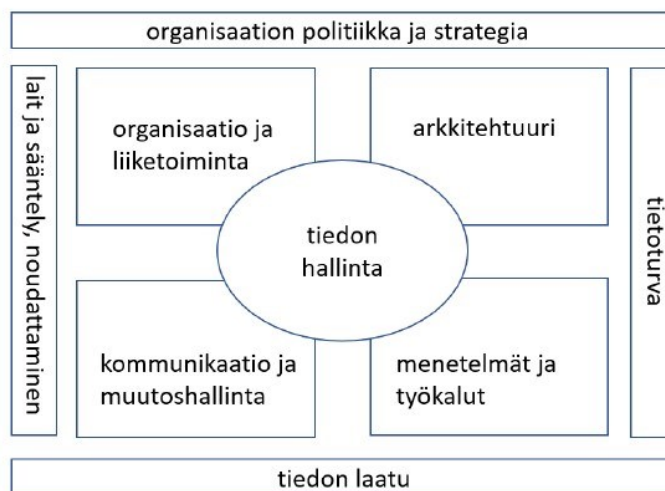 organisaation politiikka ja strategia
lait ja sääntely, noudattaminen
organisaatio ja
liiketoiminta
arkkitehtuuri
tiedon
hallinta
tietoturva
kommunikaatio ja
muutoshallinta
menetelmät ja
työkalut
tiedon laatu